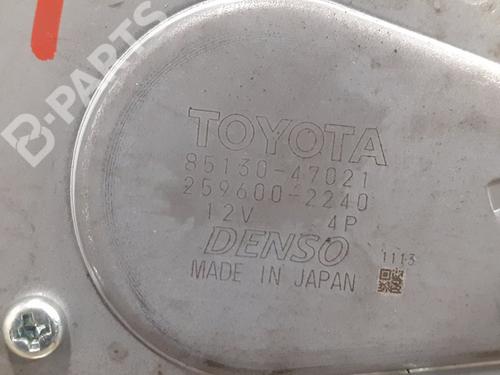 B-PARTS
TOYOTA
85130-47021
259600-2240
12V 4P
DENSO
1113
MADE IN JAPAN